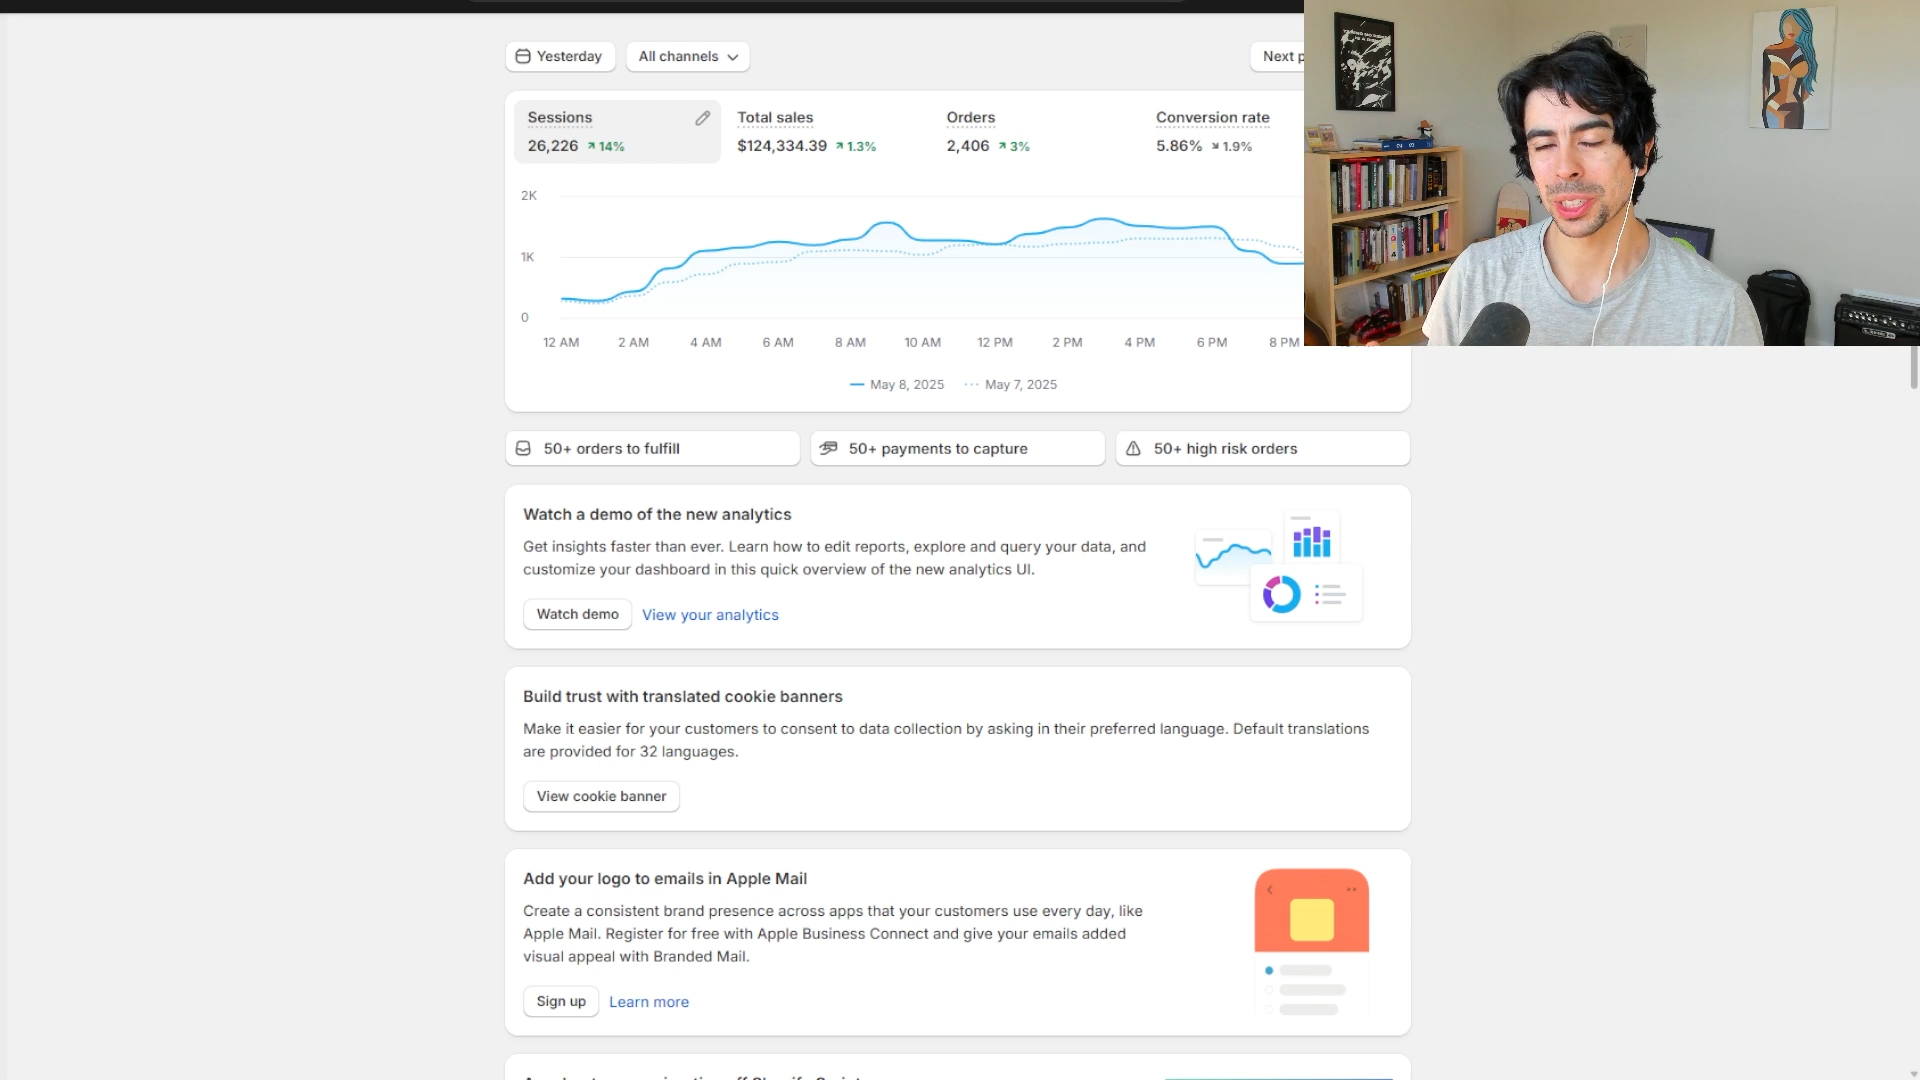 Yesterday
All channels
Next p
Sessions
26,226 14%
Total sales
$124,334.39 1.3%
Orders
2,406 3%
Conversion rate
5.86% 1.9%
2K
1K
0
12 AM 2 AM 4 AM 6 AM 8 AM 10 AM 12 PM 2 PM 4 PM 6 PM 8 PM
May 8, 2025 May 7, 2025
50+ orders to fulfill
50+ payments to capture
50+ high risk orders
Watch a demo of the new analytics
Get insights faster than ever. Learn how to edit reports, explore and query your data, and
customize your dashboard in this quick overview of the new analytics UI.
Watch demo View your analytics
Build trust with translated cookie banners
Make it easier for your customers to consent to data collection by asking in their preferred language. Default translations
are provided for 32 languages.
View cookie banner
Add your logo to emails in Apple Mail
Create a consistent brand presence across apps that your customers use every day, like
Apple Mail. Register for free with Apple Business Connect and give your emails added
visual appeal with Branded Mail.
Sign up Learn more